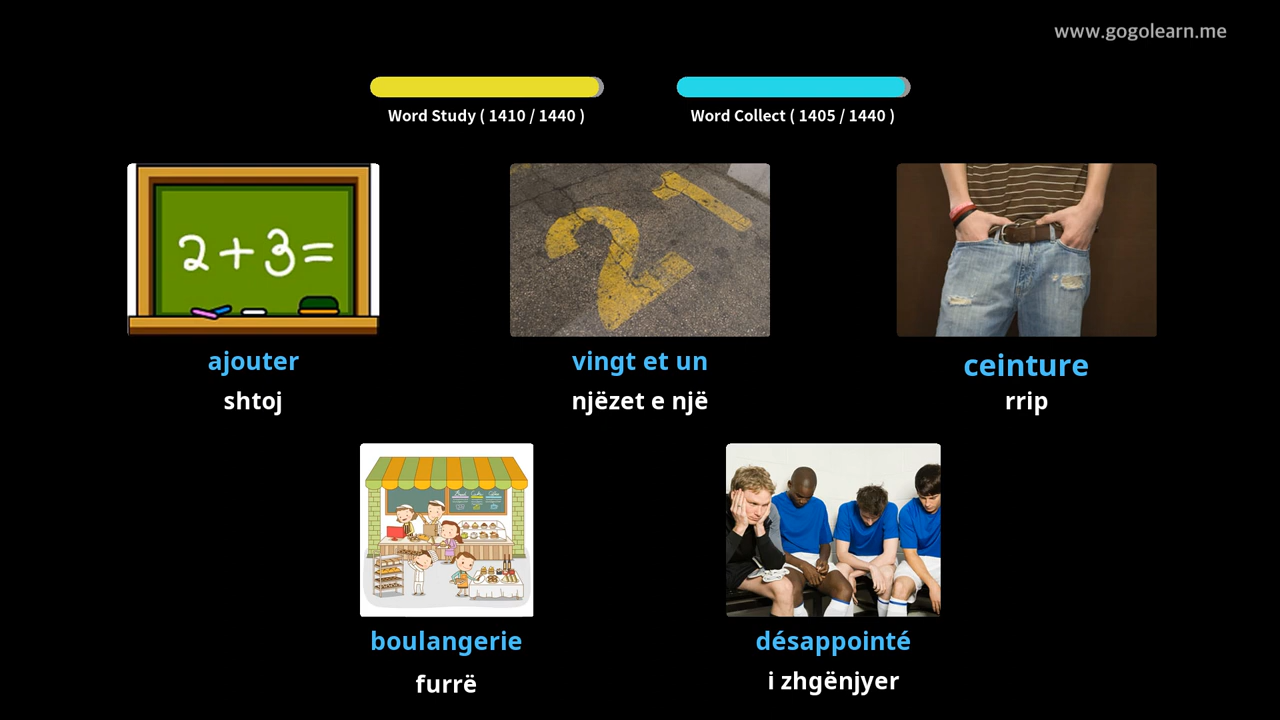 www.gogolearn.me
Word Study ( 1410 / 1440 )
Word Collect ( 1405 / 1440 )
2+3=
21
ajouter
vingt et un
ceinture
shtoj
njëzet e një
rrip
boulangerie
désappointé
furrë
i zhgënjyer